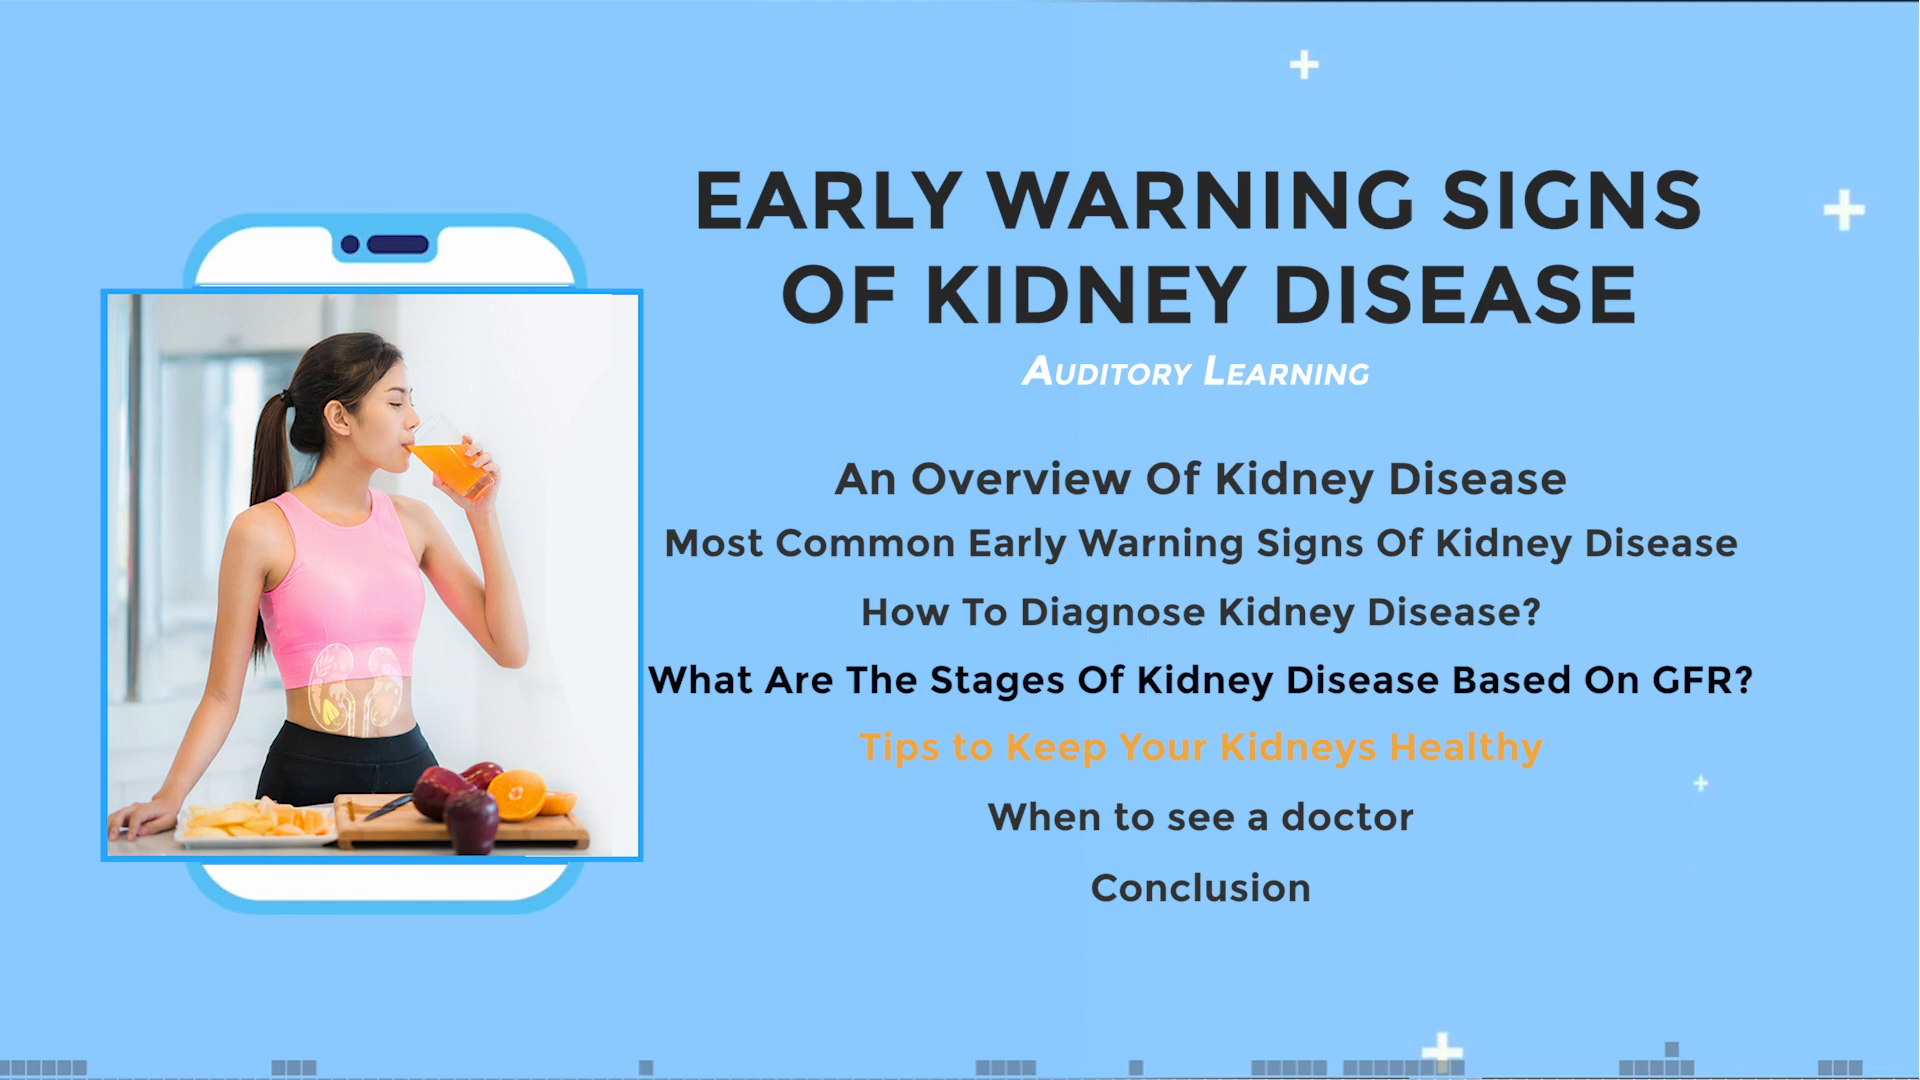 EARLY WARNING SIGNS
OF KIDNEY DISEASE
AUDITORY LEARNING
An Overview Of Kidney Disease
Most Common Early Warning Signs Of Kidney Disease
How To Diagnose Kidney Disease?
What Are The Stages Of Kidney Disease Based On GFR?
Tips to Keep Your Kidneys Healthy
When to see a doctor
Conclusion